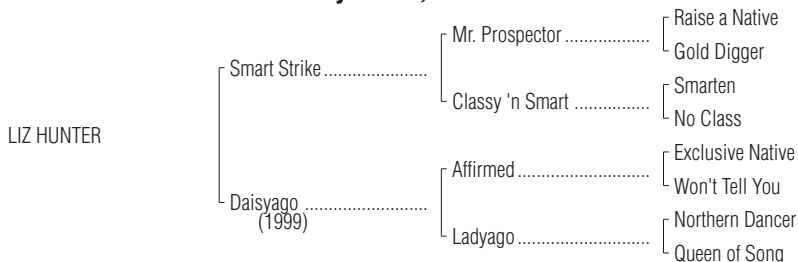 Raise a Native
Mr. Prospector ...................
Gold Digger
Smart Strike .......................
Smarten
Classy 'n Smart .................
No Class
LIZ HUNTER
Exclusive Native
Affirmed ..............................
Won't Tell You
Daisyago ............................
(1999)
Northern Dancer
Ladyago ..............................
Queen of Song